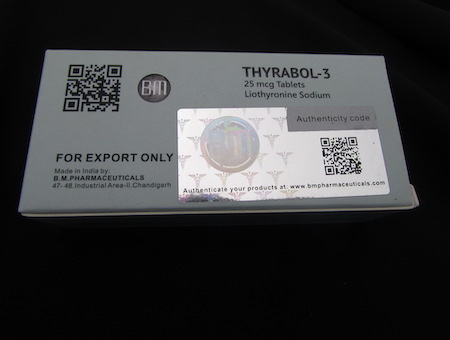 BM
THYRABOL-3
25 mcg Tablets
Liothyronine Sodium
Authenticity code
FOR EXPORT ONLY
Made in India by:
B.M.PHARMACEUTICALS
47- 48, Industrial Area-II, Chandigarh
Authenticate your products at. www.bmpharmaceuticals.com